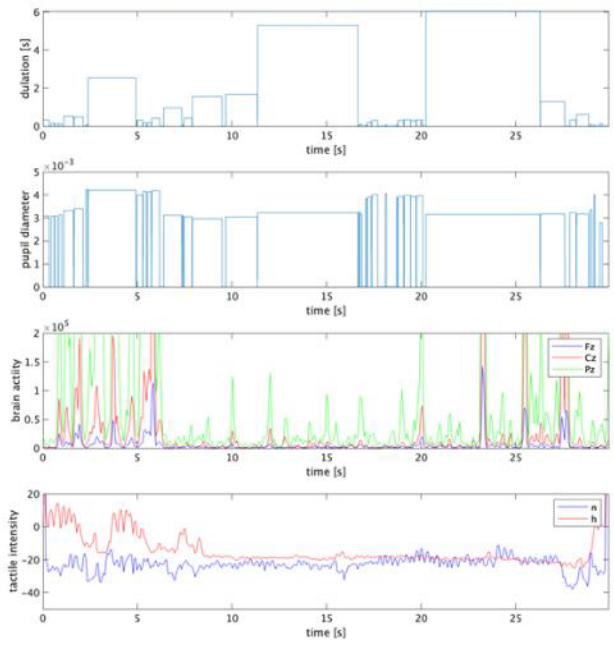 6
4
2
0
dulation [s]
0 5 10 15 20 25
time [s]
×10⁻³
5
4
3
2
1
0
pupil diameter
0 5 10 15 20 25
time [s]
×10⁵
2
1.5
1
0.5
0
brain actiity
Fz
Cz
Pz
0 5 10 15 20 25
time [s]
20
0
−20
−40
tactile intensity
n
h
0 5 10 15 20 25
time [s]